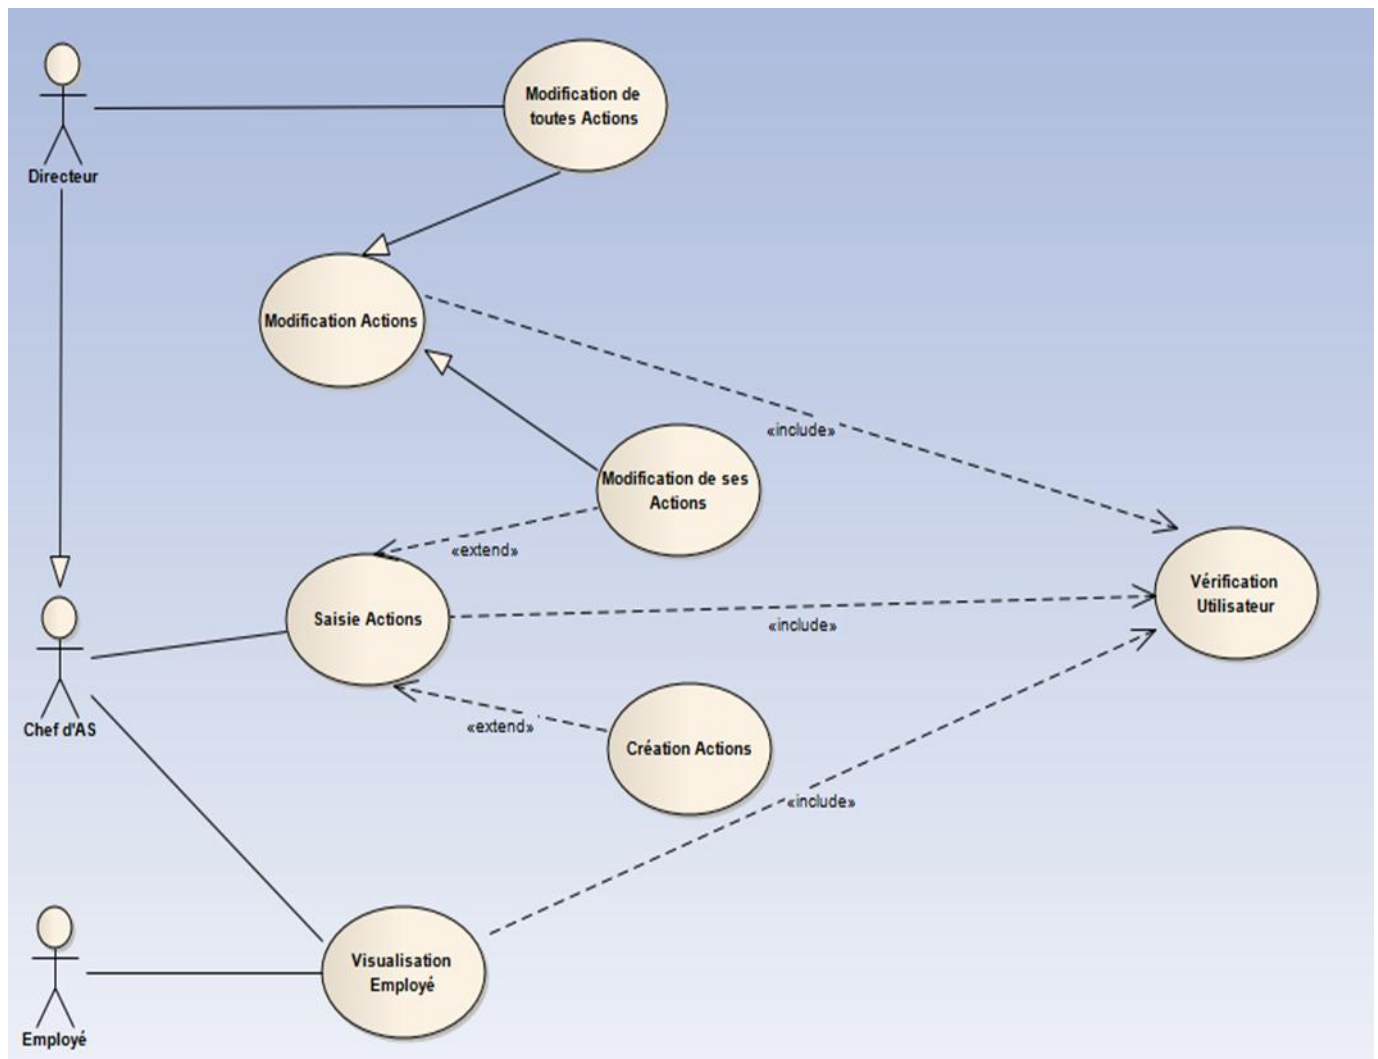 Modification de
toutes Actions
Directeur
Modification Actions
«include»
Modification de ses
Actions
«extend»
Vérification
Utilisateur
Saisie Actions
«include»
Chef d'AS
«extend»
Création Actions
«include»
Visualisation
Employé
Employé